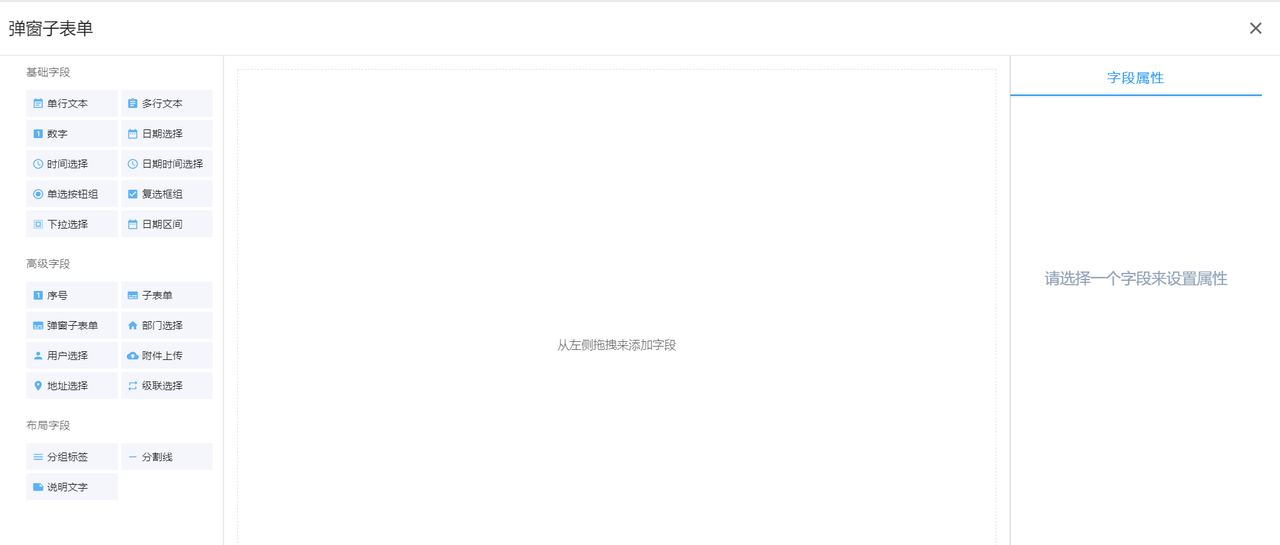 弹窗子表单
基础字段
单行文本
多行文本
数字
日期选择
时间选择
日期时间选择
单选按钮组
复选框组
下拉选择
日期区间
高级字段
序号
子表单
弹窗子表单
部门选择
用户选择
附件上传
地址选择
级联选择
布局字段
分组标签
分割线
说明文字
从左侧拖拽来添加字段
字段属性
请选择一个字段来设置属性